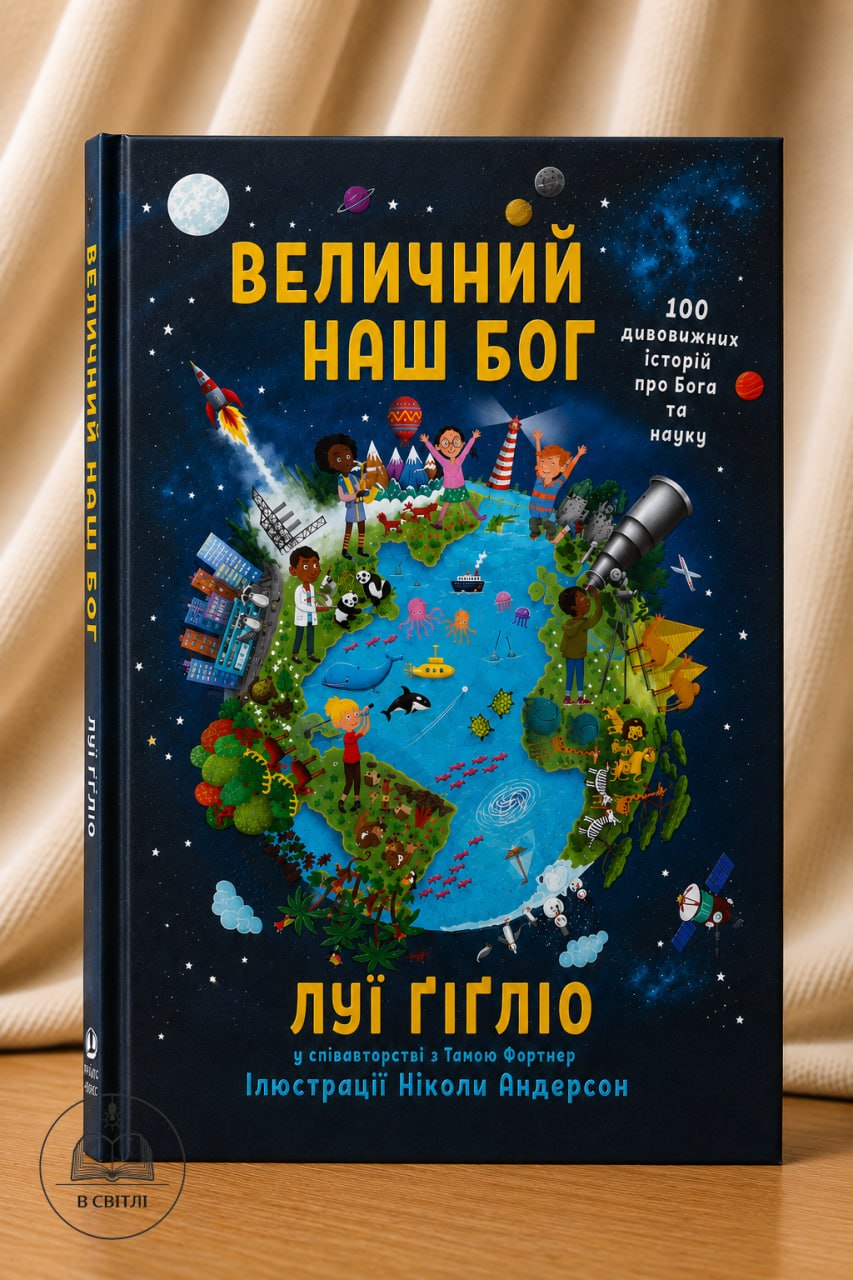 ВЕЛИЧНИЙ
НАШ БОГ
100
дивовижних
історій
про Бога
та
науку
ЛУЇ ҐІҐЛІО
у співавторстві з Тамою Фортнер
Ілюстрації Ніколи Андерсон
ВЕЛИЧНИЙ НАШ БОГ
ЛУЇ ҐІҐЛІО
В СВІТЛІ